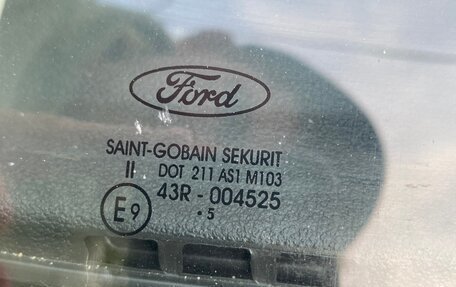 Ford
SAINT-GOBAIN SEKURIT
II DOT 211 AS1 M103
43R - 004525
E9 . 5